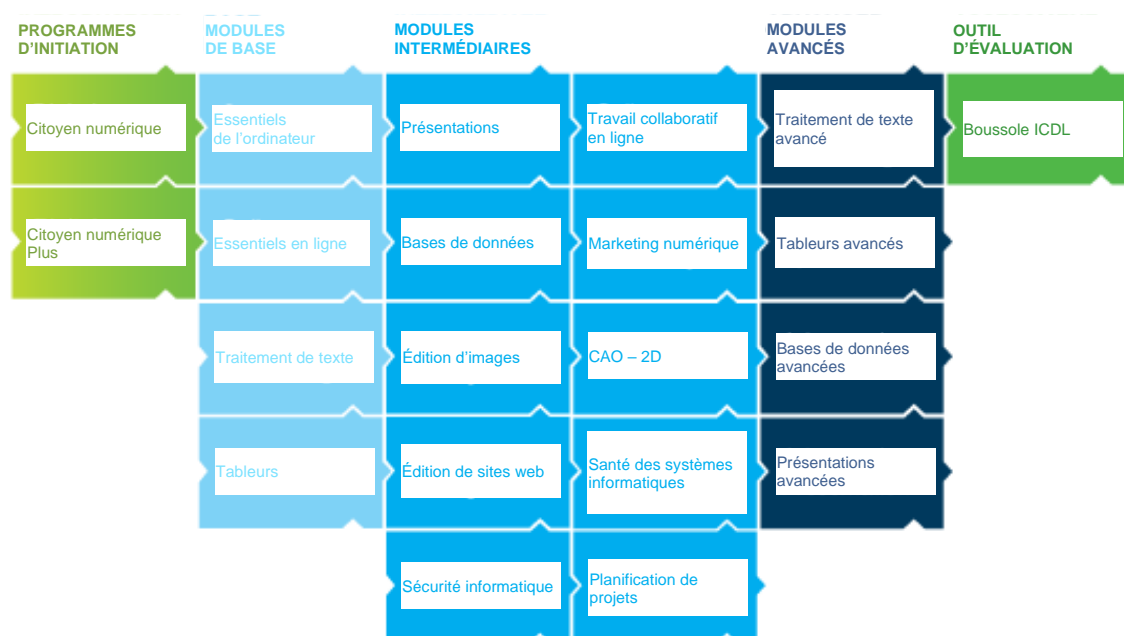 PROGRAMMES
D'INITIATION
MODULES
DE BASE
MODULES
INTERMÉDIAIRES
MODULES
AVANCÉS
OUTIL
D'ÉVALUATION
Citoyen numérique
Essentiels
de l'ordinateur
Présentations
Travail collaboratif
en ligne
Traitement de texte
avancé
Boussole ICDL
Citoyen numérique
Plus
Essentiels en ligne
Bases de données
Marketing numérique
Tableurs avancés
Traitement de texte
Édition d'images
CAO – 2D
Bases de données
avancées
Tableurs
Édition de sites web
Santé des systèmes
informatiques
Présentations
avancées
Sécurité informatique
Planification de
projets